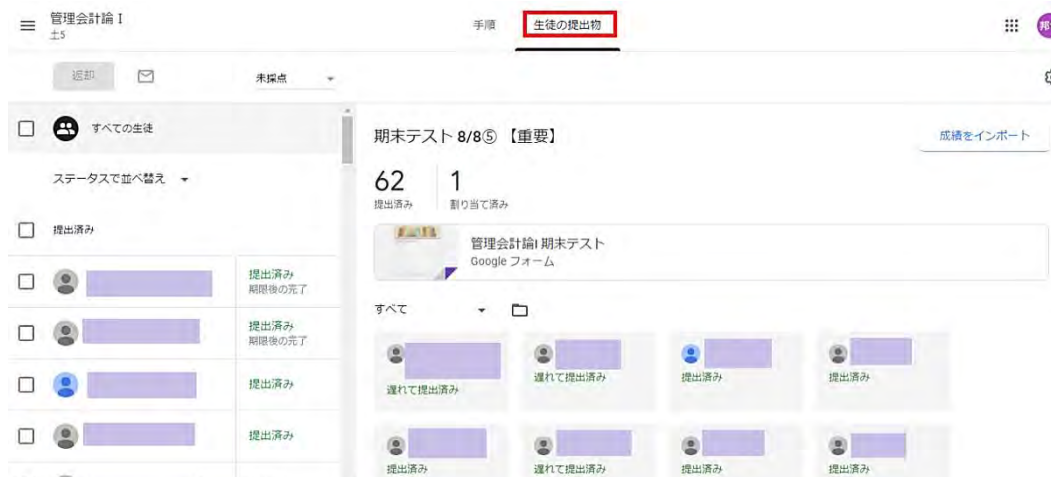 管理会計論 I
土5
手順
生徒の提出物
邦
返却
未採点
すべての生徒
ステータスで並べ替え
提出済み
提出済み
期限後の完了
提出済み
期限後の完了
提出済み
提出済み
期末テスト 8/8⑤ 【重要】
成績をインポート
62
提出済み
1
割り当て済み
管理会計論I 期末テスト
Google フォーム
すべて
遅れて提出済み
遅れて提出済み
提出済み
提出済み
提出済み
遅れて提出済み
提出済み
提出済み